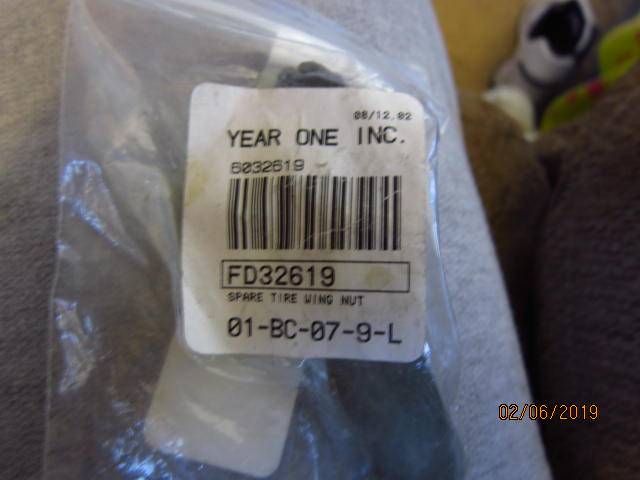 08/12.02
YEAR ONE INC.
6032619
FD32619
SPARE TIRE WING NUT
01-BC-07-9-L
02/06/2019